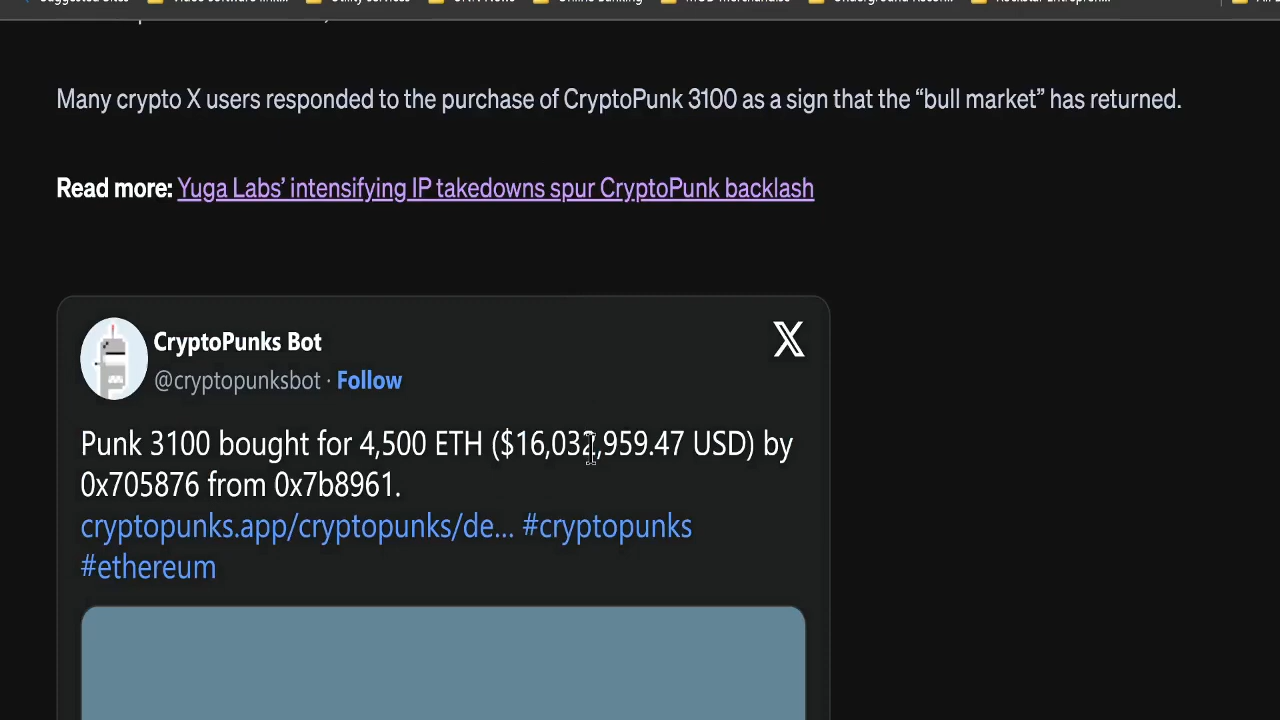 Many crypto X users responded to the purchase of CryptoPunk 3100 as a sign that the “bull market” has returned.
Read more: Yuga Labs’ intensifying IP takedowns spur CryptoPunk backlash
CryptoPunks Bot
@cryptopunksbot · Follow
Punk 3100 bought for 4,500 ETH ($16,032,959.47 USD) by
0x705876 from 0x7b8961.
cryptopunks.app/cryptopunks/de... #cryptopunks
#ethereum